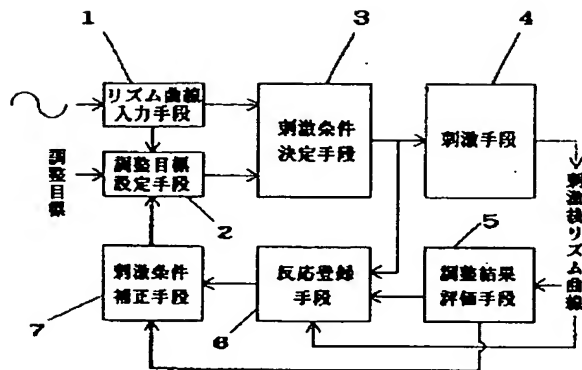 1
リズム曲線
入力手段
調整目標
調整目標
設定手段
2
3
刺激条件
決定手段
4
刺激手段
刺激後リズム曲線
5
調整結果
評価手段
反応登録
手段
6
刺激条件
補正手段
7